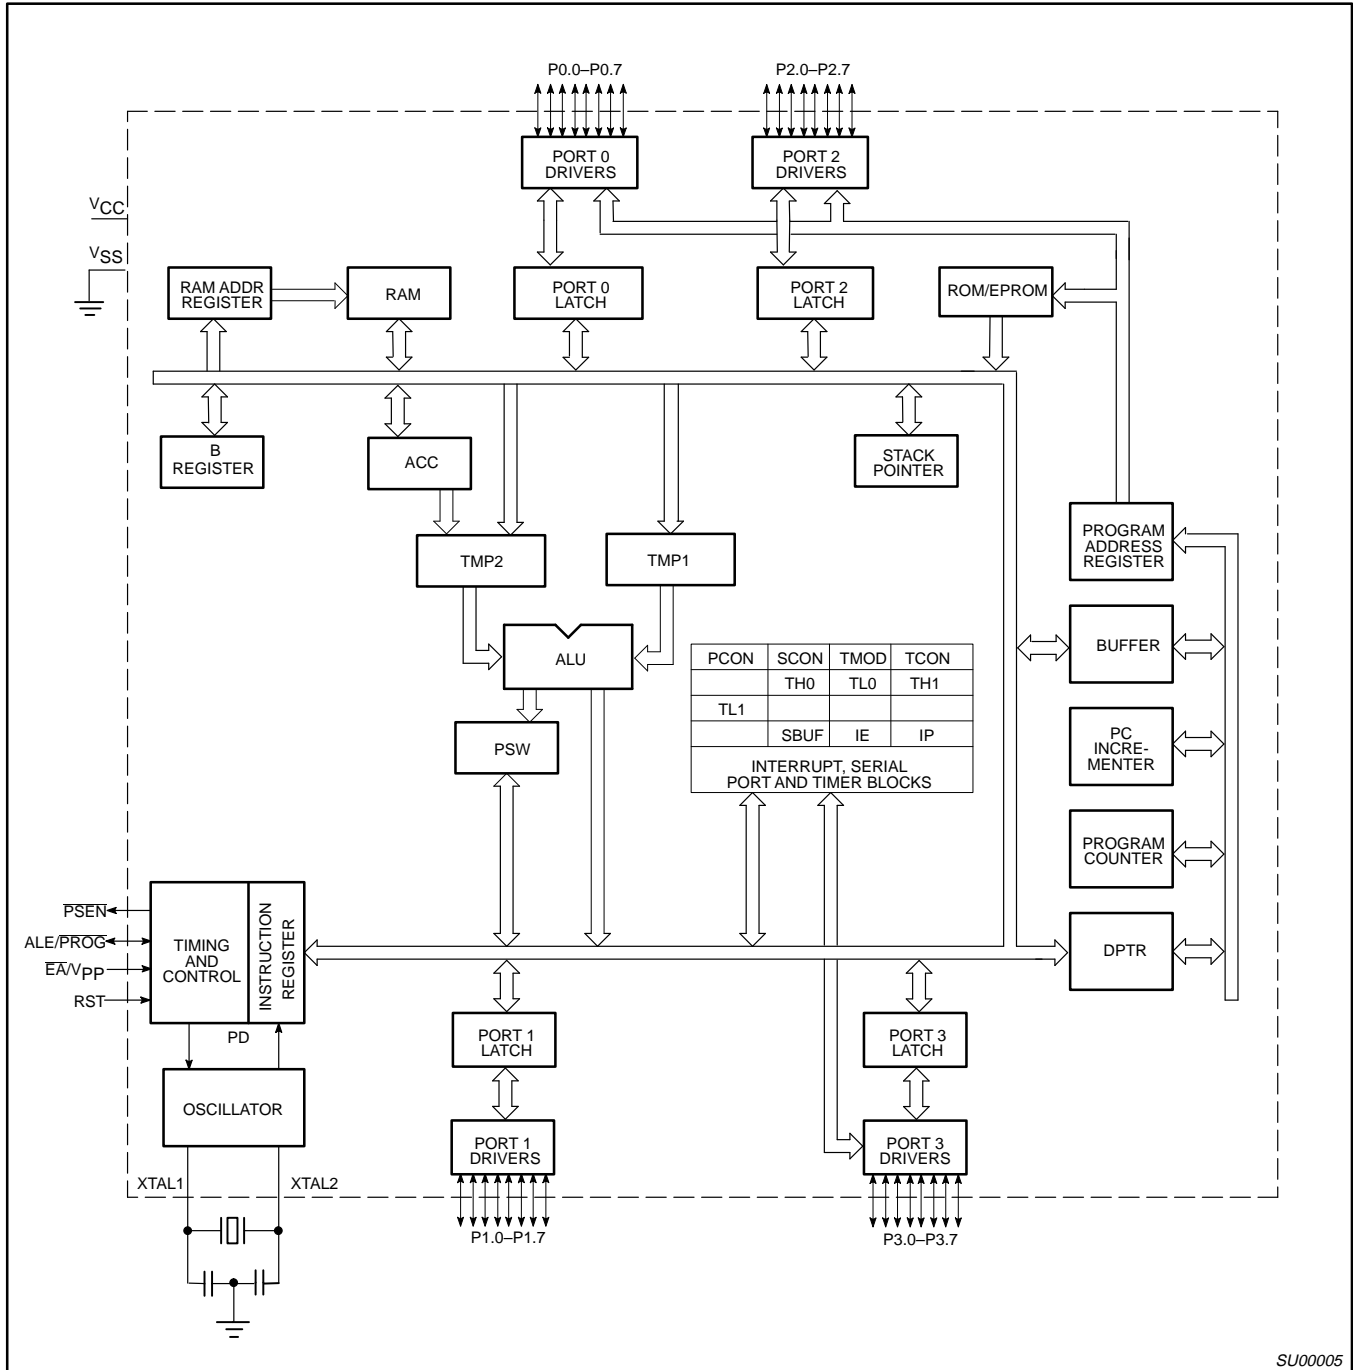 P0.0–P0.7
P2.0–P2.7
PORT 0
DRIVERS
PORT 2
DRIVERS
VCC
VSS
RAM ADDR
REGISTER
RAM
PORT 0
LATCH
PORT 2
LATCH
ROM/EPROM
B
REGISTER
ACC
STACK
POINTER
TMP2
TMP1
PROGRAM
ADDRESS
REGISTER
ALU
BUFFER
PCON SCON TMOD TCON
TH0 TL0 TH1
TL1
SBUF IE IP
INTERRUPT, SERIAL
PORT AND TIMER BLOCKS
PSW
PC
INCRE-
MENTER
PROGRAM
COUNTER
PSEN
ALE/PROG
EA/VPP
RST
TIMING
AND
CONTROL
INSTRUCTION
REGISTER
DPTR
PD
PORT 1
LATCH
PORT 3
LATCH
OSCILLATOR
PORT 1
DRIVERS
PORT 3
DRIVERS
XTAL1
XTAL2
P1.0–P1.7
P3.0–P3.7
SU00005